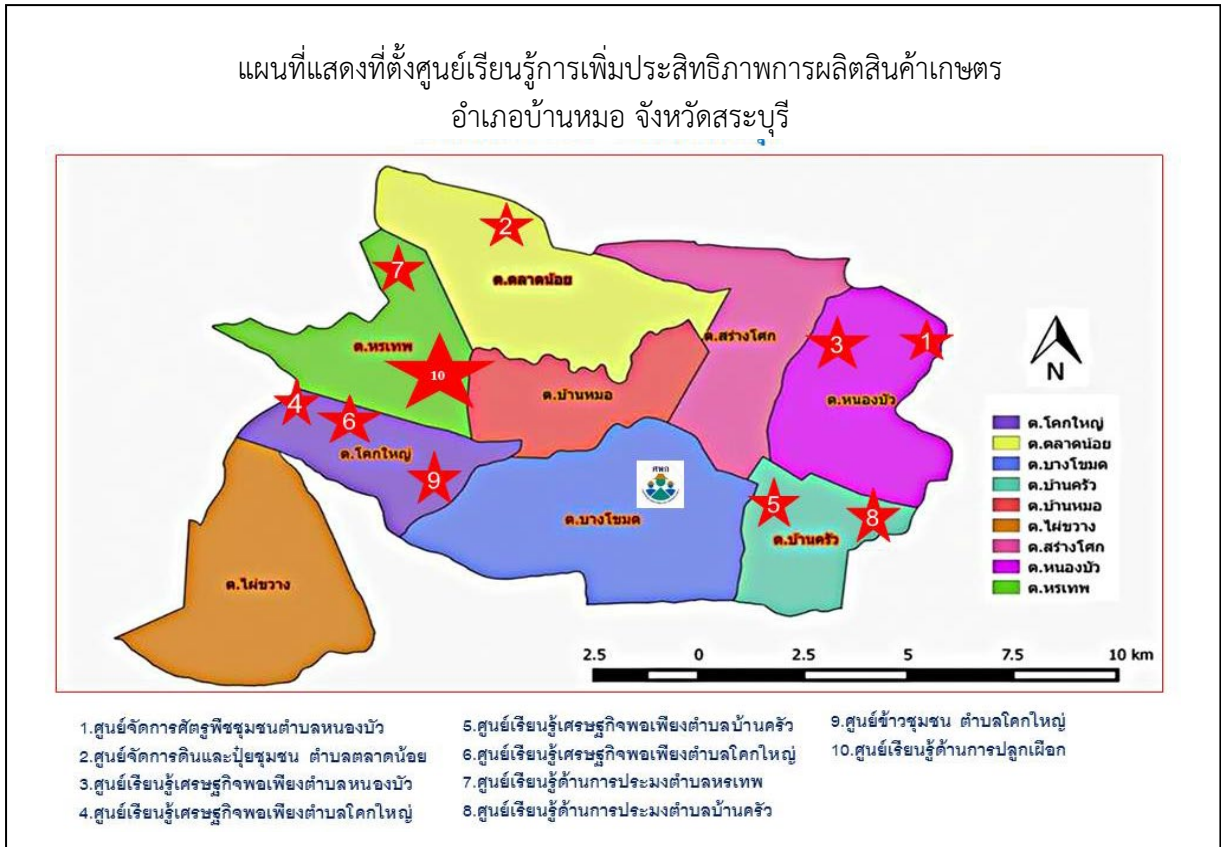 แผนที่แสดงที่ตั้งศูนย์เรียนรู้การเพิ่มประสิทธิภาพการผลิตสินค้าเกษตร
อำเภอบ้านหมอ จังหวัดสระบุรี
2
7
ต.ตลาดน้อย
ต.สร่างโศก
3
1
ต.หรเทพ
10
N
ต.บ้านหมอ
ต.หนองบัว
4
6
ต.โคกใหญ่
9
ศพก
5
8
ต.บางโขมด
ต.บ้านครัว
ต.ไผ่ขวาง
ต.โคกใหญ่
ต.ตลาดน้อย
ต.บางโขมด
ต.บ้านครัว
ต.บ้านหมอ
ต.ไผ่ขวาง
ต.สร่างโศก
ต.หนองบัว
ต.หรเทพ
2.5 0 2.5 5 7.5 10 km
1.ศูนย์จัดการศัตรูพืชชุมชนตำบลหนองบัว
2.ศูนย์จัดการดินและปุ๋ยชุมชน ตำบลตลาดน้อย
3.ศูนย์เรียนรู้เศรษฐกิจพอเพียงตำบลหนองบัว
4.ศูนย์เรียนรู้เศรษฐกิจพอเพียงตำบลโคกใหญ่
5.ศูนย์เรียนรู้เศรษฐกิจพอเพียงตำบลบ้านครัว
6.ศูนย์เรียนรู้เศรษฐกิจพอเพียงตำบลโคกใหญ่
7.ศูนย์เรียนรู้ด้านการประมงตำบลหรเทพ
8.ศูนย์เรียนรู้ด้านการประมงตำบลบ้านครัว
9.ศูนย์ข้าวชุมชน ตำบลโคกใหญ่
10.ศูนย์เรียนรู้ด้านการปลูกเผือก